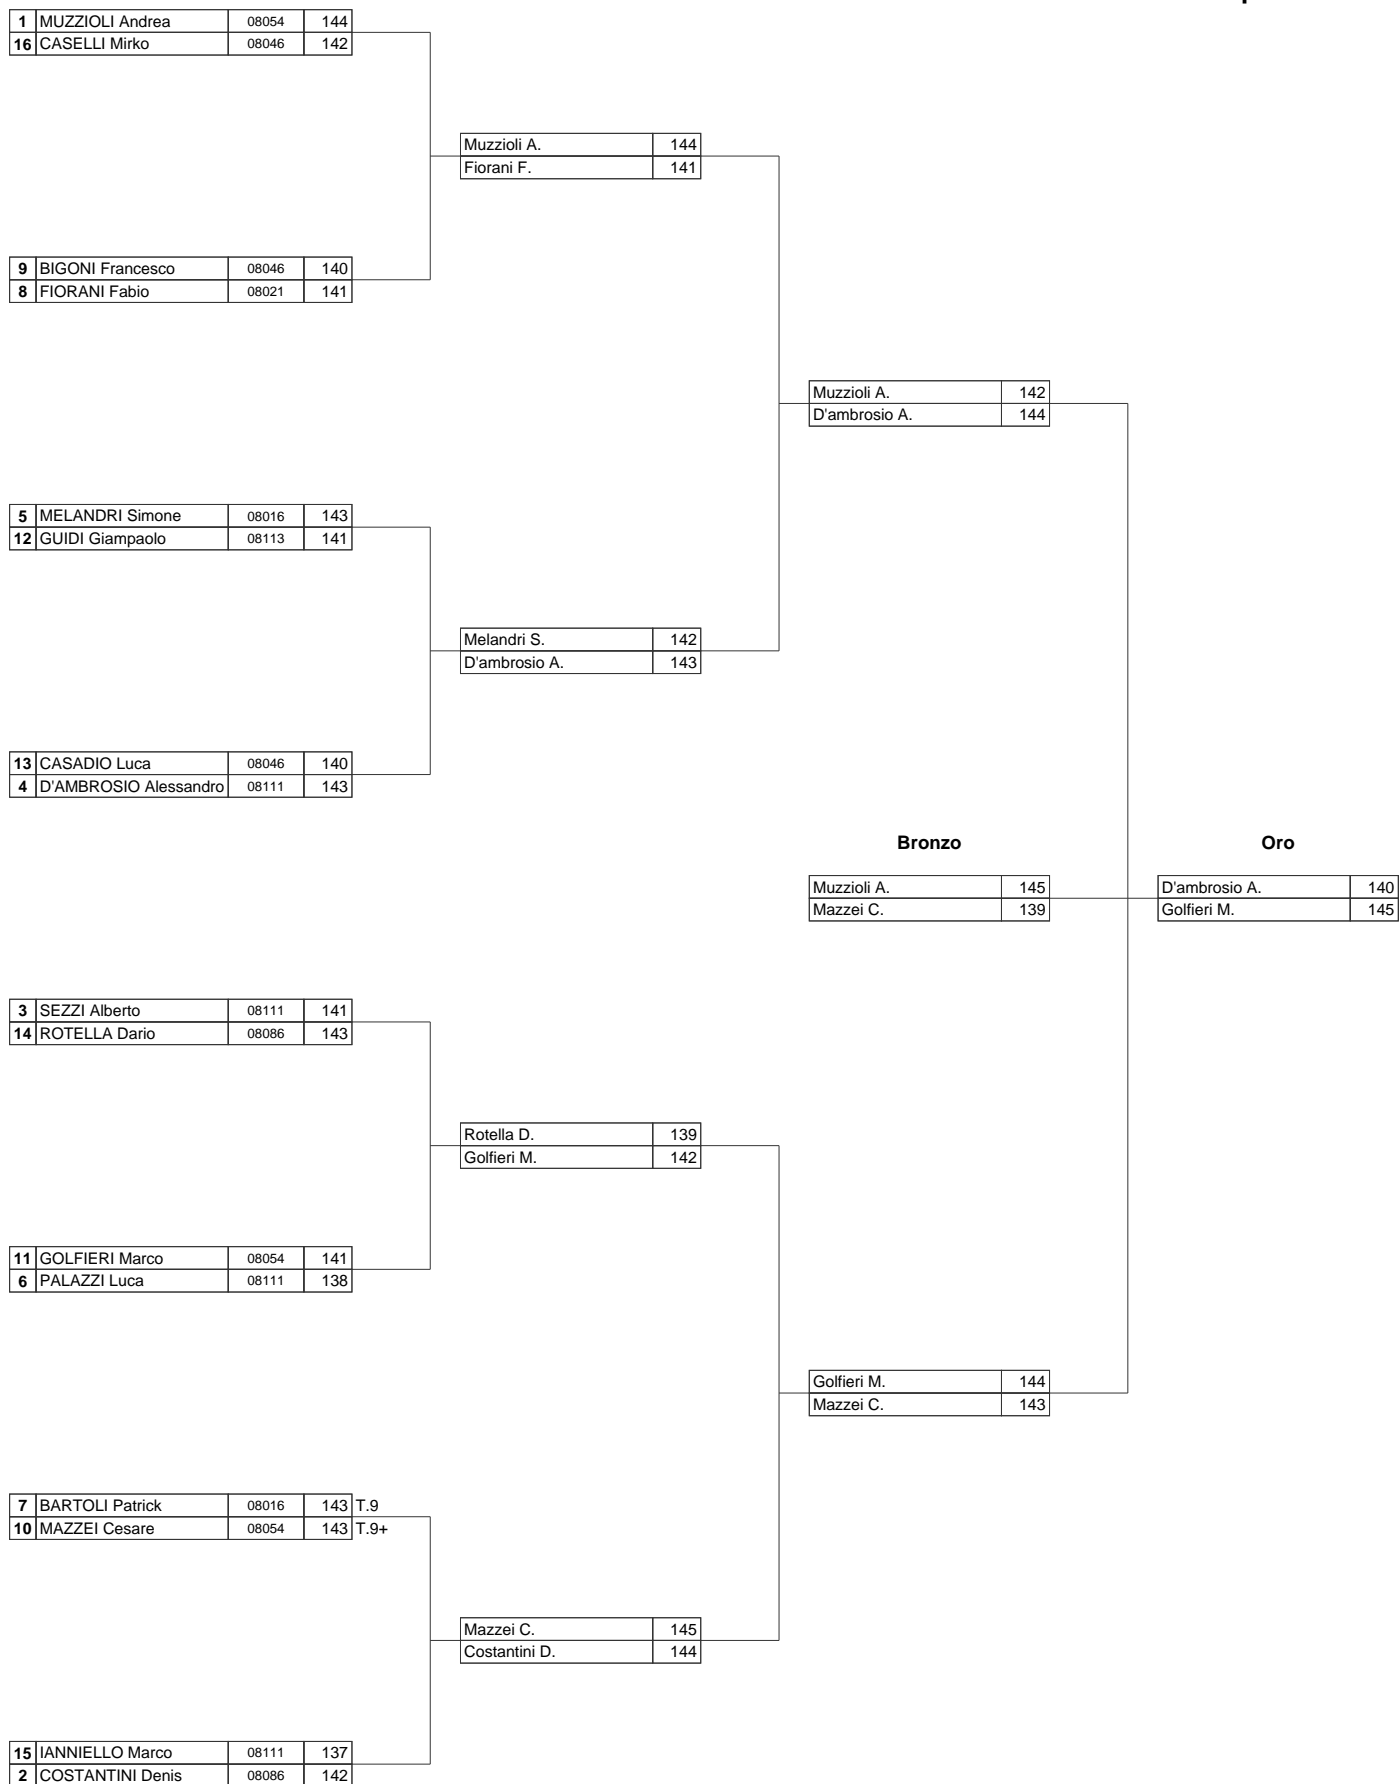 1 MUZZIOLI Andrea 08054 144
16 CASELLI Mirko 08046 142
Muzzioli A. 144
Fiorani F. 141
9 BIGONI Francesco 08046 140
8 FIORANI Fabio 08021 141
Muzzioli A. 142
D'ambrosio A. 144
5 MELANDRI Simone 08016 143
12 GUIDI Giampaolo 08113 141
Melandri S. 142
D'ambrosio A. 143
13 CASADIO Luca 08046 140
4 D'AMBROSIO Alessandro 08111 143
Bronzo Oro
Muzzioli A. 145 D'ambrosio A. 140
Mazzei C. 139 Golfieri M. 145
3 SEZZI Alberto 08111 141
14 ROTELLA Dario 08086 143
Rotella D. 139
Golfieri M. 142
11 GOLFIERI Marco 08054 141
6 PALAZZI Luca 08111 138
Golfieri M. 144
Mazzei C. 143
7 BARTOLI Patrick 08016 143 T.9
10 MAZZEI Cesare 08054 143 T.9+
Mazzei C. 145
Costantini D. 144
15 IANNIELLO Marco 08111 137
2 COSTANTINI Denis 08086 142